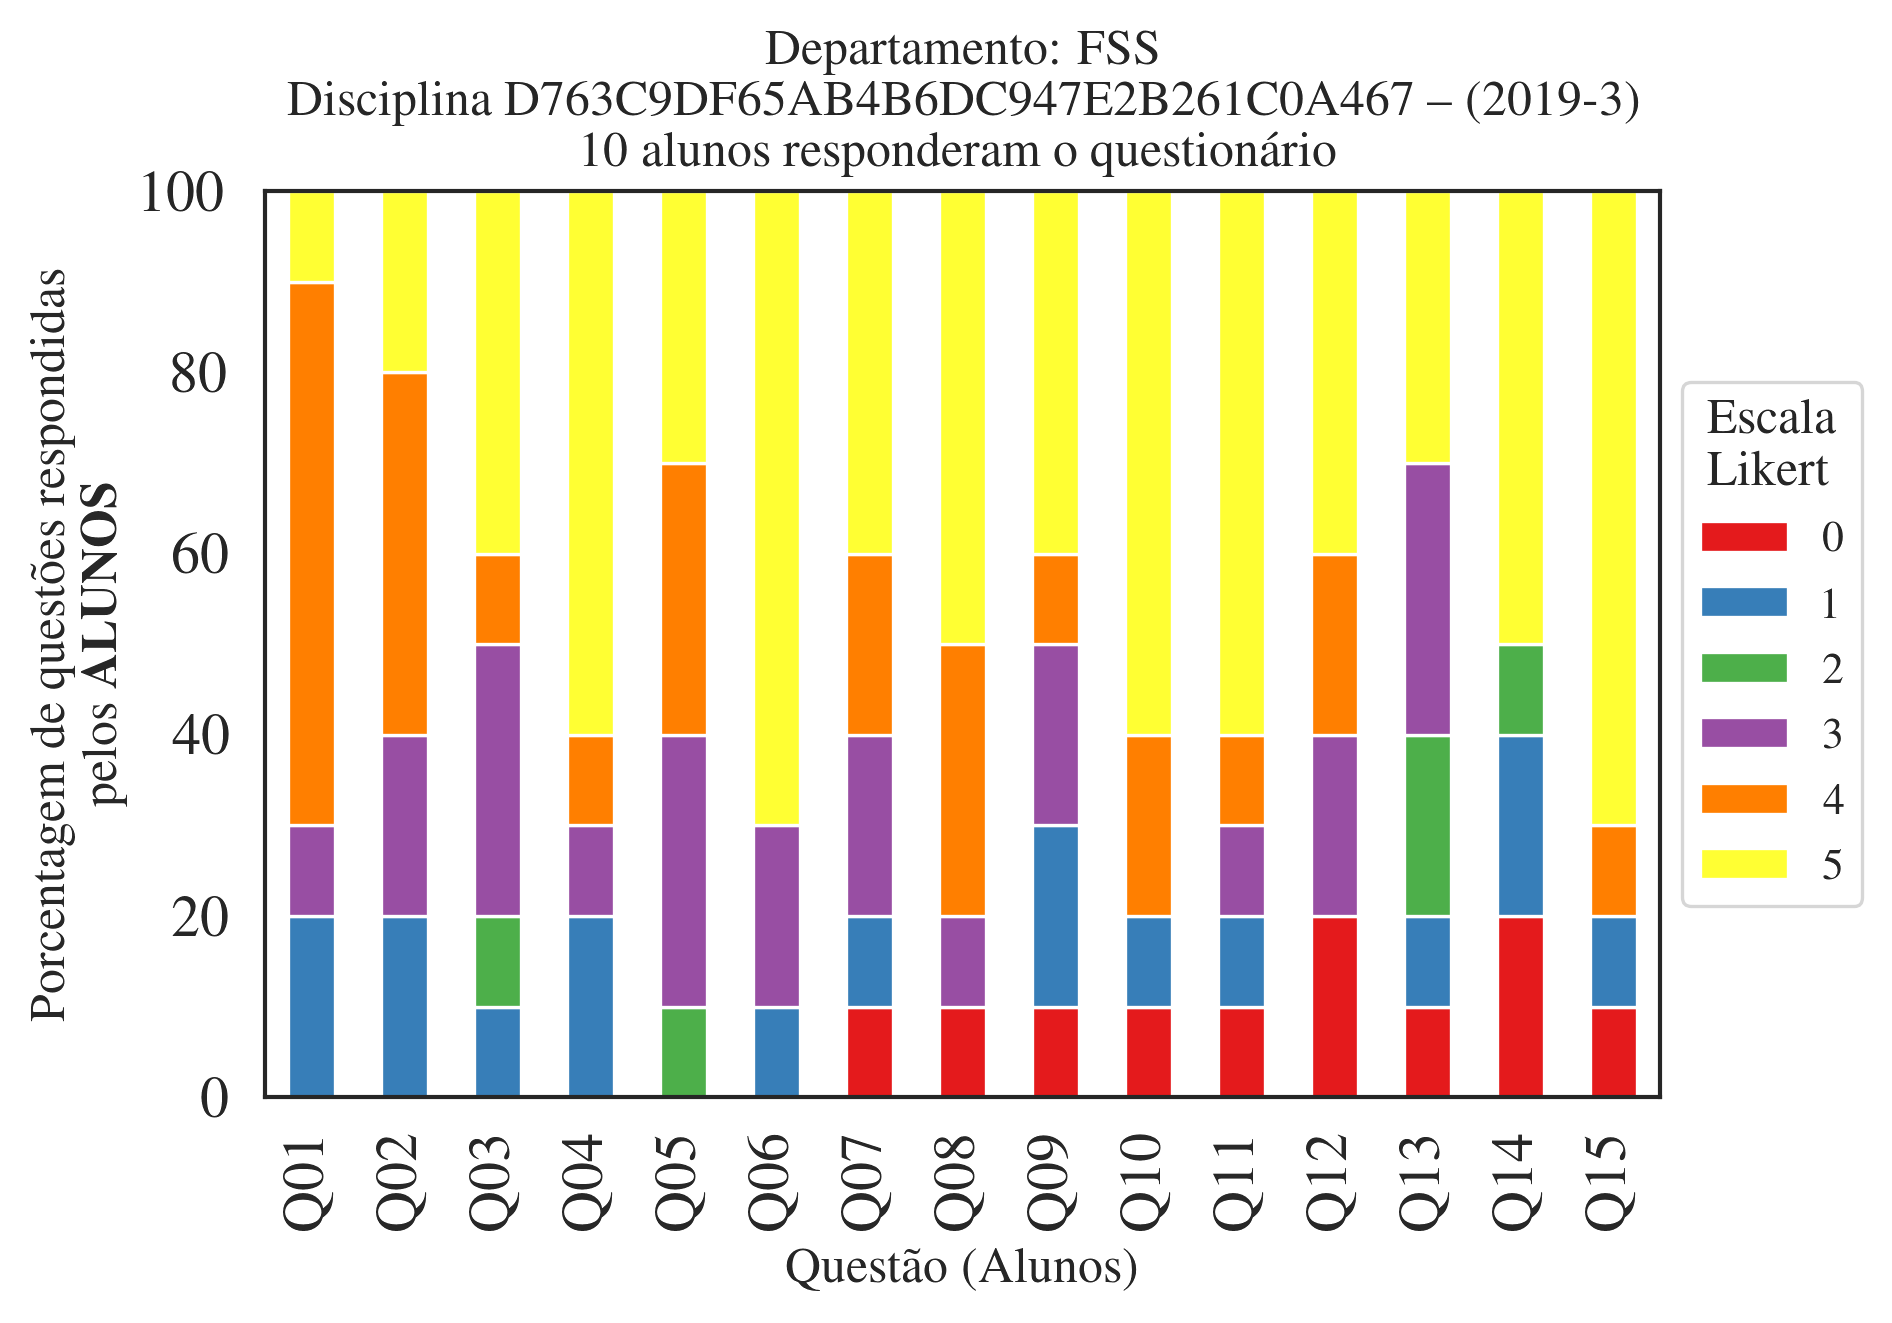 Departamento: FSS
Disciplina D763C9DF65AB4B6DC947E2B261C0A467 – (2019-3)
10 alunos responderam o questionário
Porcentagem de questões respondidas
pelos ALUNOS
100
80
60
40
20
0
Q01
Q02
Q03
Q04
Q05
Q06
Q07
Q08
Q09
Q10
Q11
Q12
Q13
Q14
Q15
Questão (Alunos)
Escala
Likert
0
1
2
3
4
5